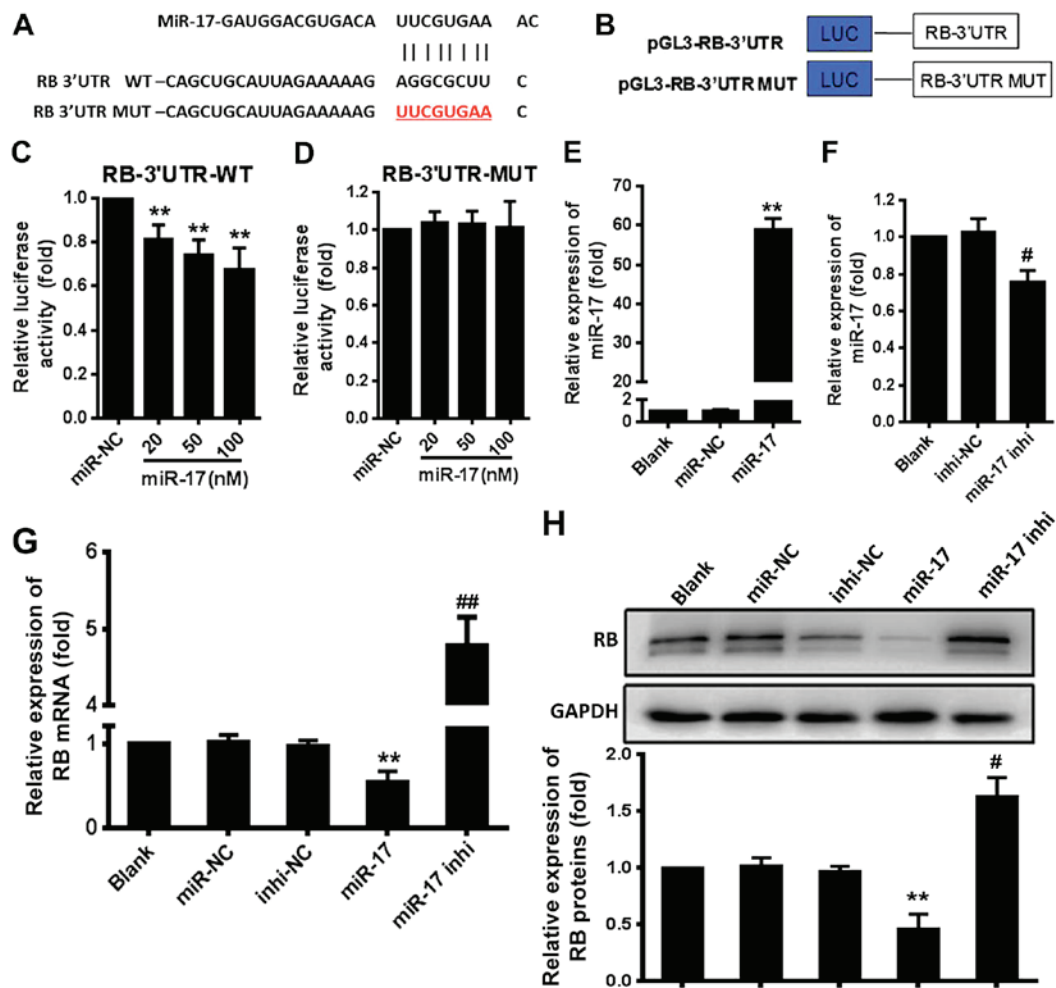 A
MiR-17-GAUGGACGUGACA UUCGUGAA AC
RB 3'UTR WT –CAGCUGCAUUAGAAAAAG AGGCGCUU C
RB 3'UTR MUT –CAGCUGCAUUAGAAAAAG UUCGUGAA C
B
pGL3-RB-3'UTR LUC RB-3'UTR
pGL3-RB-3'UTR MUT LUC RB-3'UTR MUT
C
RB-3'UTR-WT
Relative luciferase
activity (fold)
1.0
0.8
0.6
0.4
0.2
0.0
** ** **
miR-NC 20 50 100
miR-17(nM)
D
RB-3'UTR-MUT
Relative luciferase
activity (fold)
1.2
1.0
0.8
0.6
0.4
0.2
0.0
miR-NC 20 50 100
miR-17(nM)
E
Relative expression of
miR-17 (fold)
70
60
50
40
30
20
2
1
0
**
Blank miR-NC miR-17
F
Relative expression of
miR-17 (fold)
1.2
1.0
0.8
0.6
0.4
0.2
0.0
#
Blank inhi-NC miR-17 inhi
G
Relative expression of
RB mRNA (fold)
6
5
4
1
0
** ##
Blank miR-NC inhi-NC miR-17 miR-17 inhi
H
Blank miR-NC inhi-NC miR-17 miR-17 inhi
RB
GAPDH
Relative expression of
RB proteins (fold)
2.0
1.5
1.0
0.5
0.0
** #